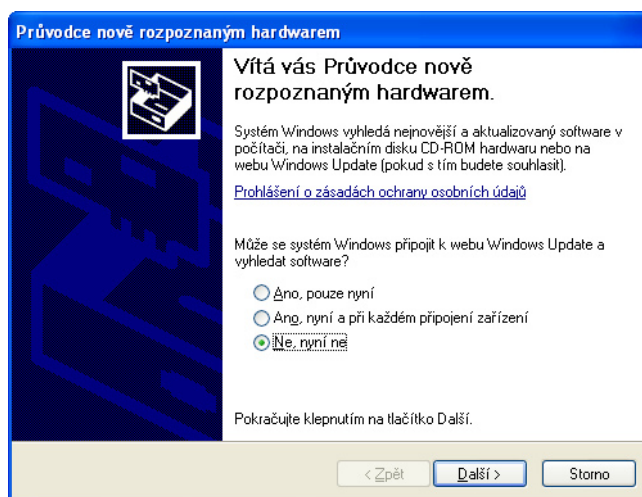 Průvodce nově rozpoznaným hardwarem
Vítá vás Průvodce nově
rozpoznaným hardwarem.
Systém Windows vyhledá nejnovější a aktualizovaný software v
počítači, na instalačním disku CD-ROM hardwaru nebo na
webu Windows Update (pokud s tím budete souhlasit).
Prohlášení o zásadách ochrany osobních údajů
Může se systém Windows připojit k webu Windows Update a
vyhledat software?
Ano, pouze nyní
Ano, nyní a při každém připojení zařízení
Ne, nyní ne
Pokračujte klepnutím na tlačítko Další.
< Zpět
Další >
Storno